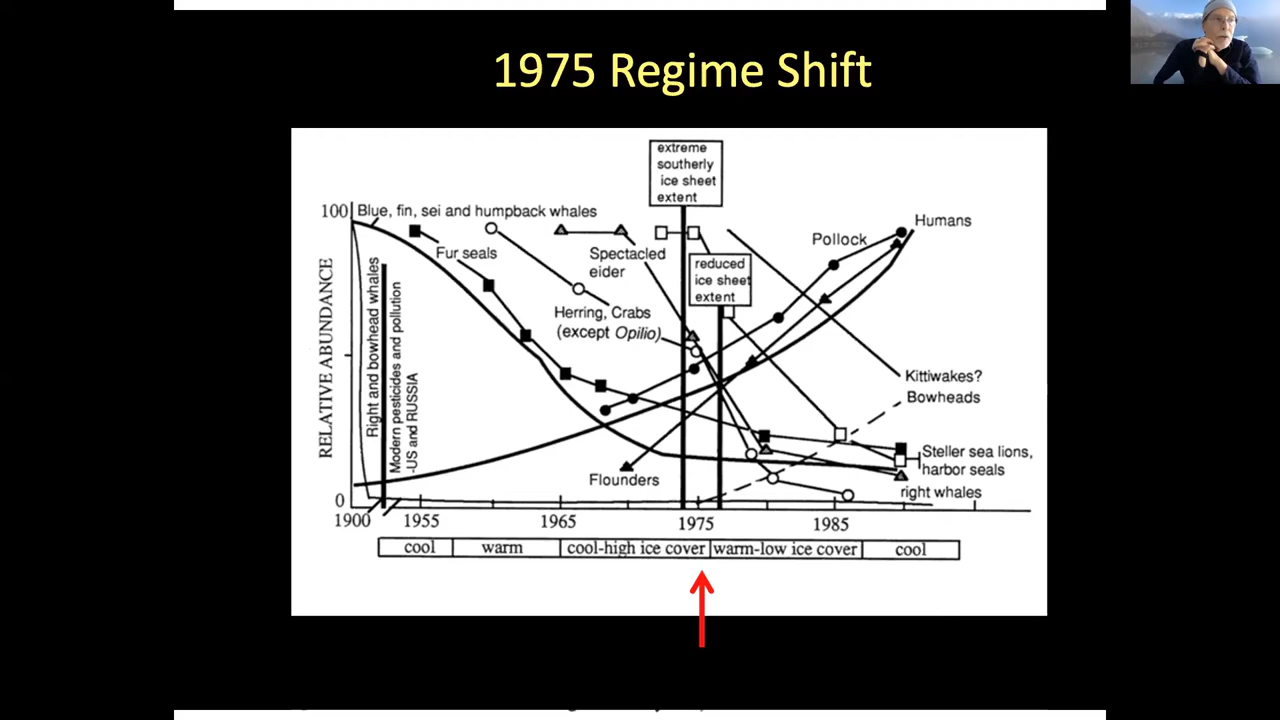 1975 Regime Shift
extreme
southerly
ice sheet
extent
100
Blue, fin, sei and humpback whales
Humans
Pollock
Fur seals
Spectacled
eider
reduced
ice sheet
extent
Herring, Crabs
(except Opilio)
RELATIVE ABUNDANCE
Right and bowhead whales
Modern pesticides and pollution
-US and RUSSIA
Kittiwakes?
Bowheads
Steller sea lions,
harbor seals
Flounders
right whales
0
1900 1955 1965 1975 1985
cool warm cool-high ice cover warm-low ice cover cool